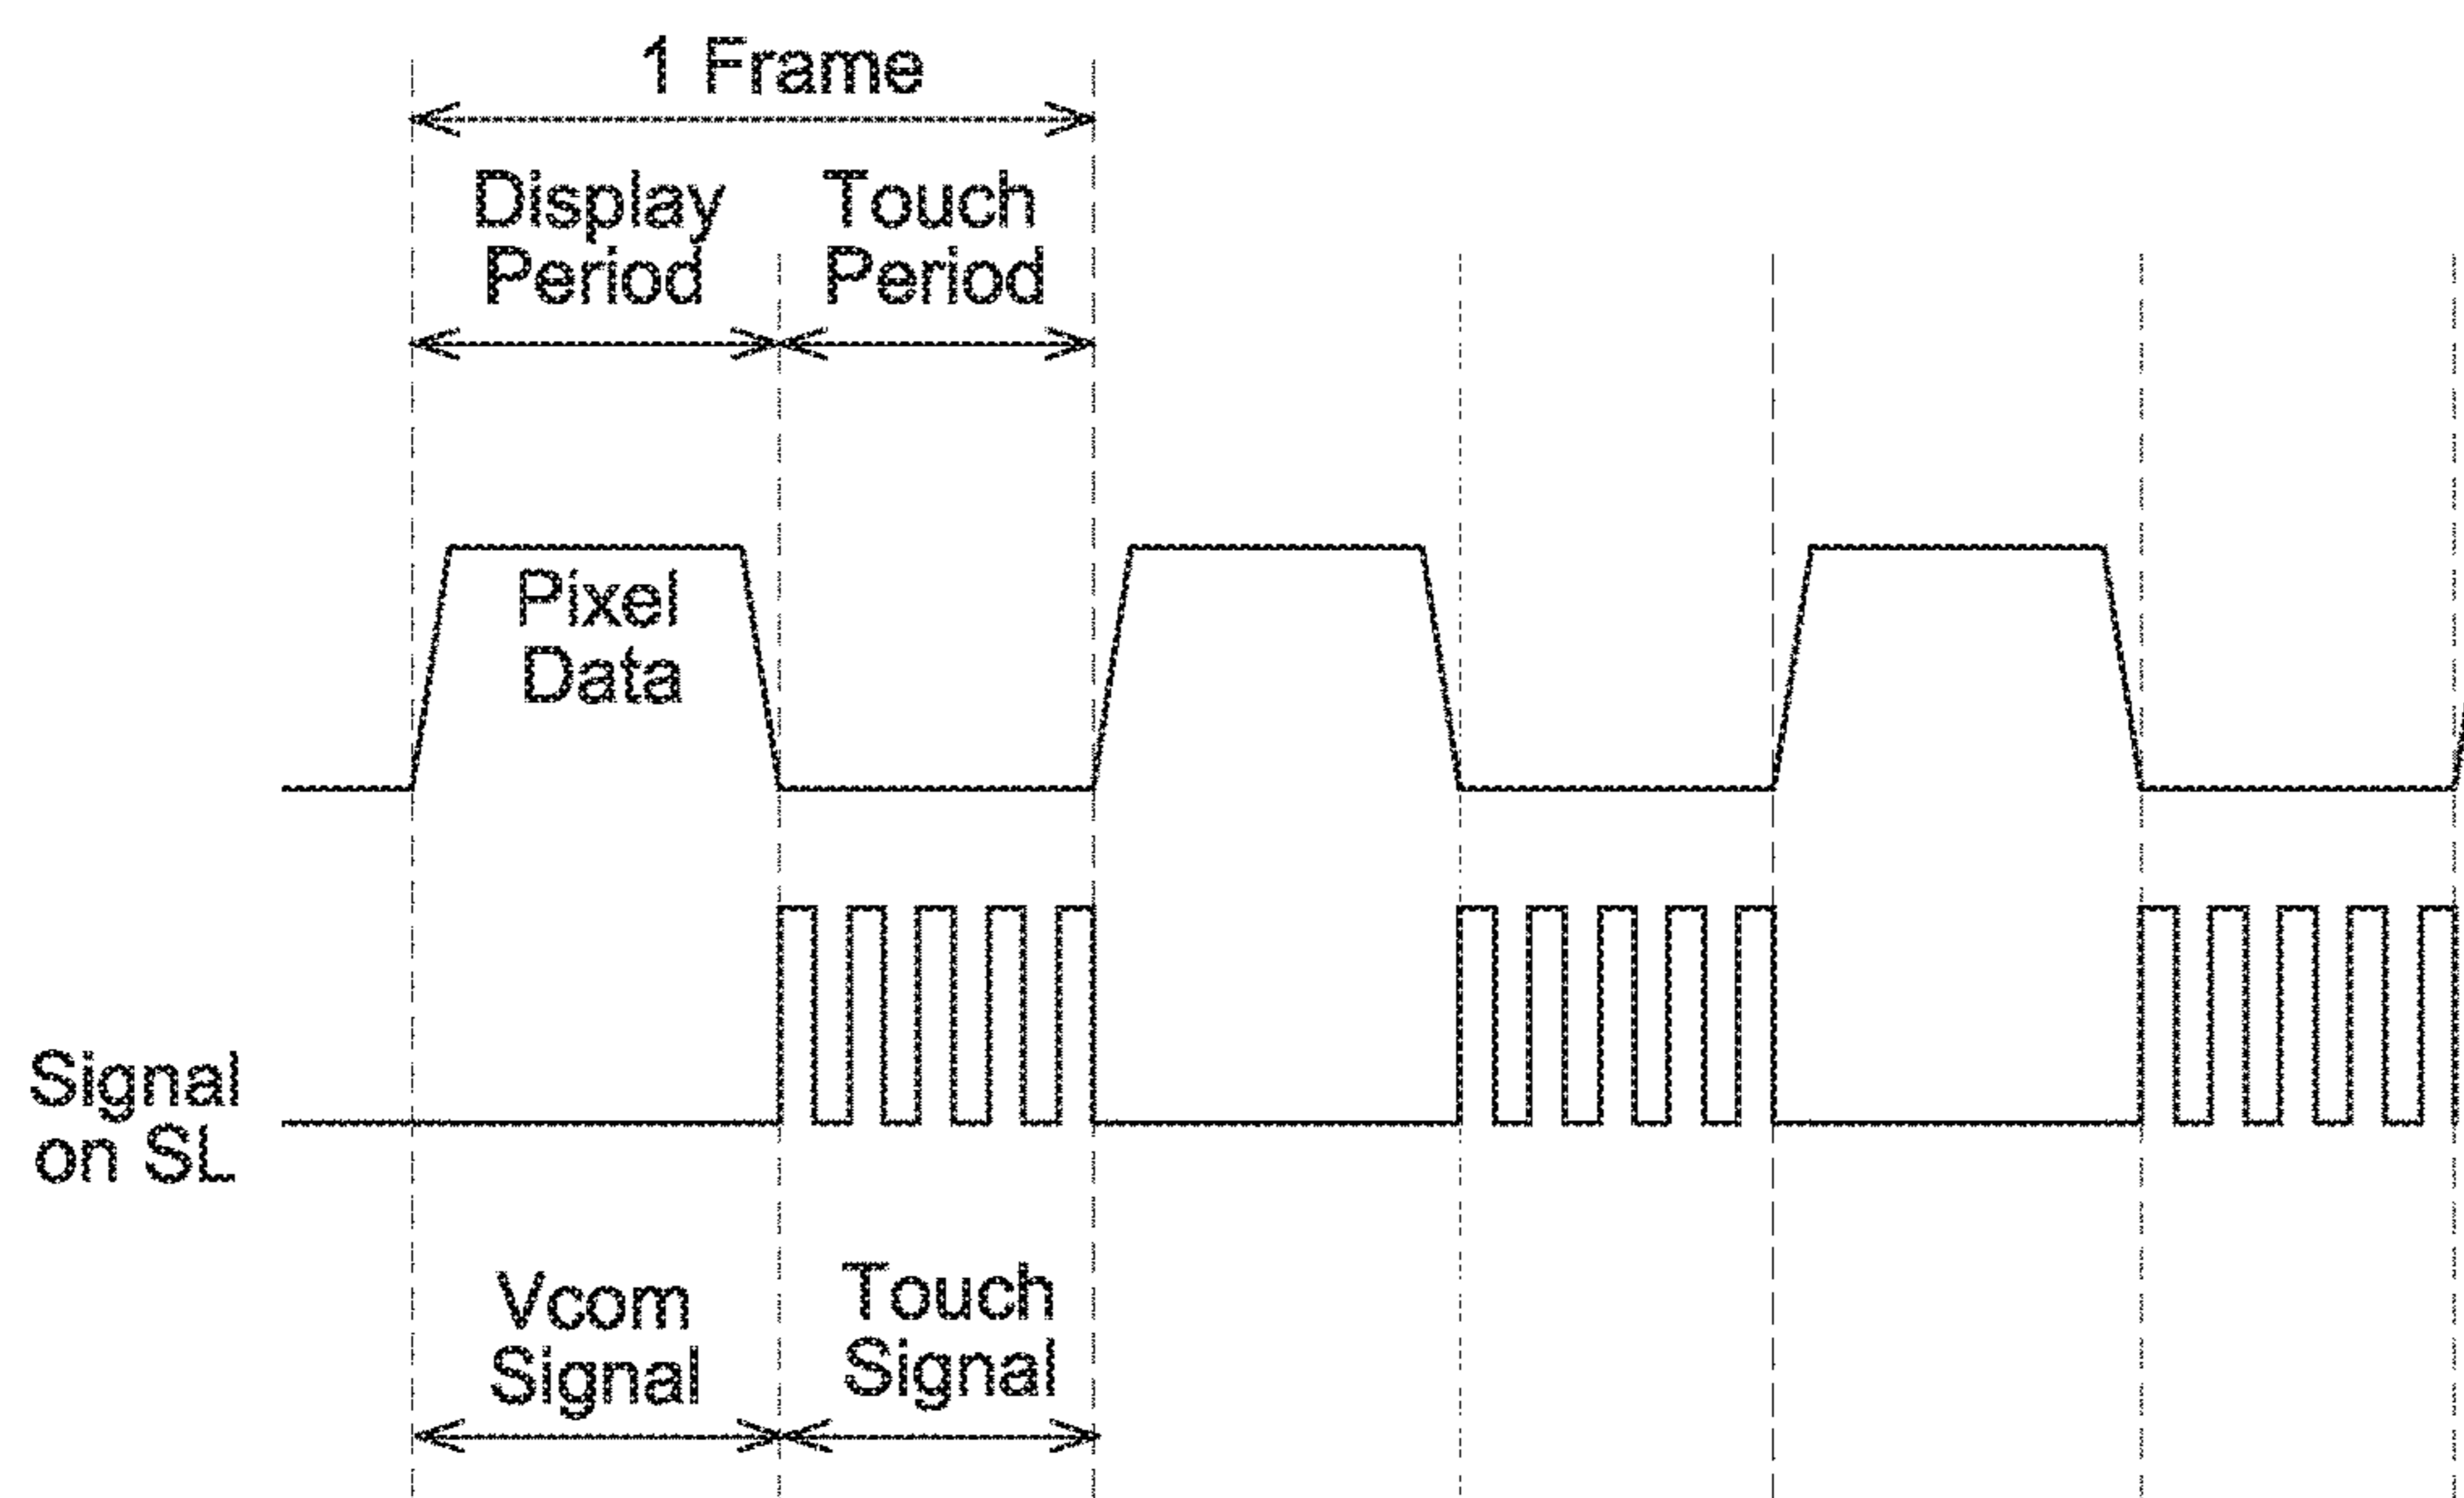 1 Frame
Display
Period
Touch
Period
Pixel
Data
Signal
on SL
Vcom
Signal
Touch
Signal